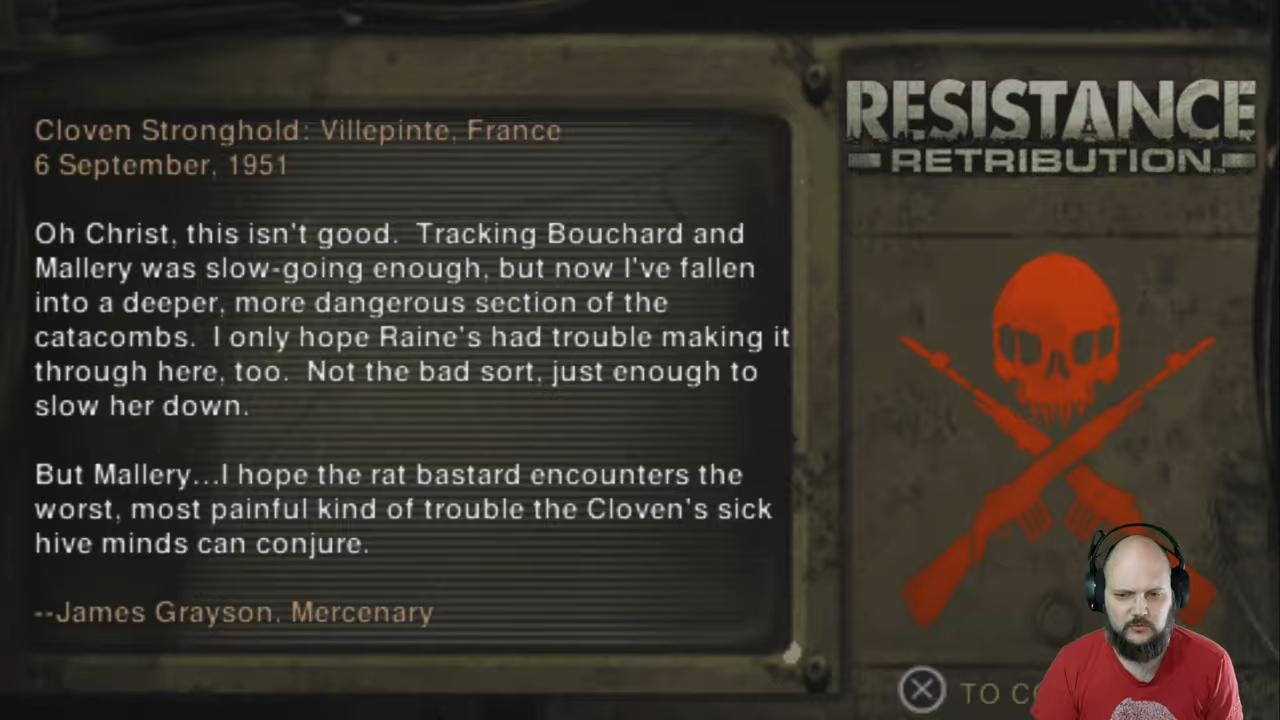 Cloven Stronghold: Villepinte, France
6 September, 1951
Oh Christ, this isn't good. Tracking Bouchard and
Mallery was slow-going enough, but now I've fallen
into a deeper, more dangerous section of the
catacombs. I only hope Raine's had trouble making it
through here, too. Not the bad sort, just enough to
slow her down.
But Mallery...I hope the rat bastard encounters the
worst, most painful kind of trouble the Cloven's sick
hive minds can conjure.
--James Grayson, Mercenary
RESISTANCE
RETRIBUTION™
TO